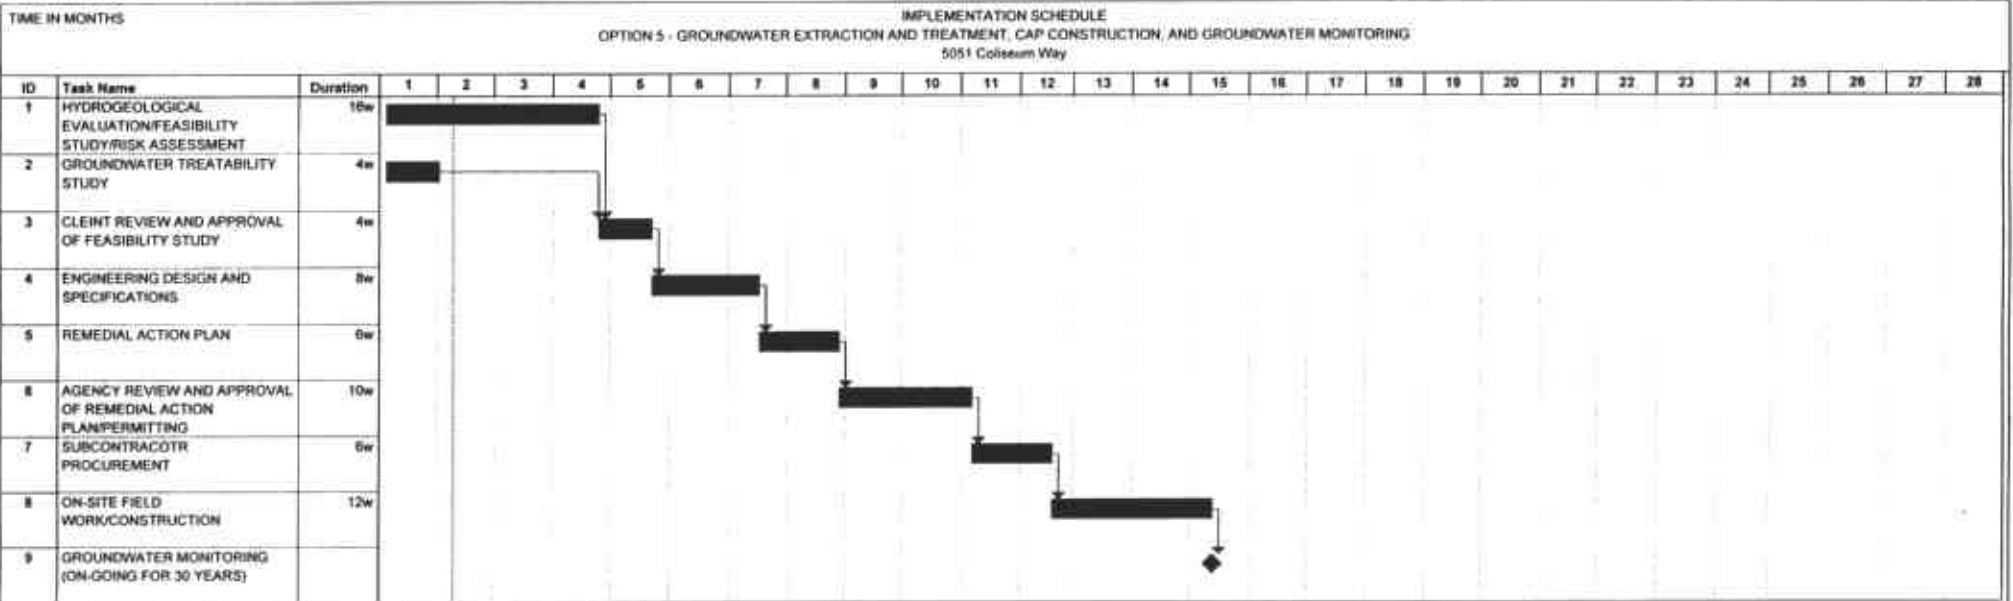 TIME IN MONTHS
IMPLEMENTATION SCHEDULE
OPTION 5 - GROUNDWATER EXTRACTION AND TREATMENT, CAP CONSTRUCTION, AND GROUNDWATER MONITORING
5051 Coliseum Way
ID Task Name Duration 1 2 3 4 5 6 7 8 9 10 11 12 13 14 15 16 17 18 19 20 21 22 23 24 25 26 27 28
1 HYDROGEOLOGICAL 16w
EVALUATION/FEASIBILITY
STUDY/RISK ASSESSMENT
2 GROUNDWATER TREATABILITY 4w
STUDY
3 CLEINT REVIEW AND APPROVAL 4w
OF FEASIBILITY STUDY
4 ENGINEERING DESIGN AND 8w
SPECIFICATIONS
5 REMEDIAL ACTION PLAN 6w
6 AGENCY REVIEW AND APPROVAL 10w
OF REMEDIAL ACTION
PLAN/PERMITTING
7 SUBCONTRACOTR 6w
PROCUREMENT
8 ON-SITE FIELD 12w
WORK/CONSTRUCTION
9 GROUNDWATER MONITORING
(ON-GOING FOR 30 YEARS)